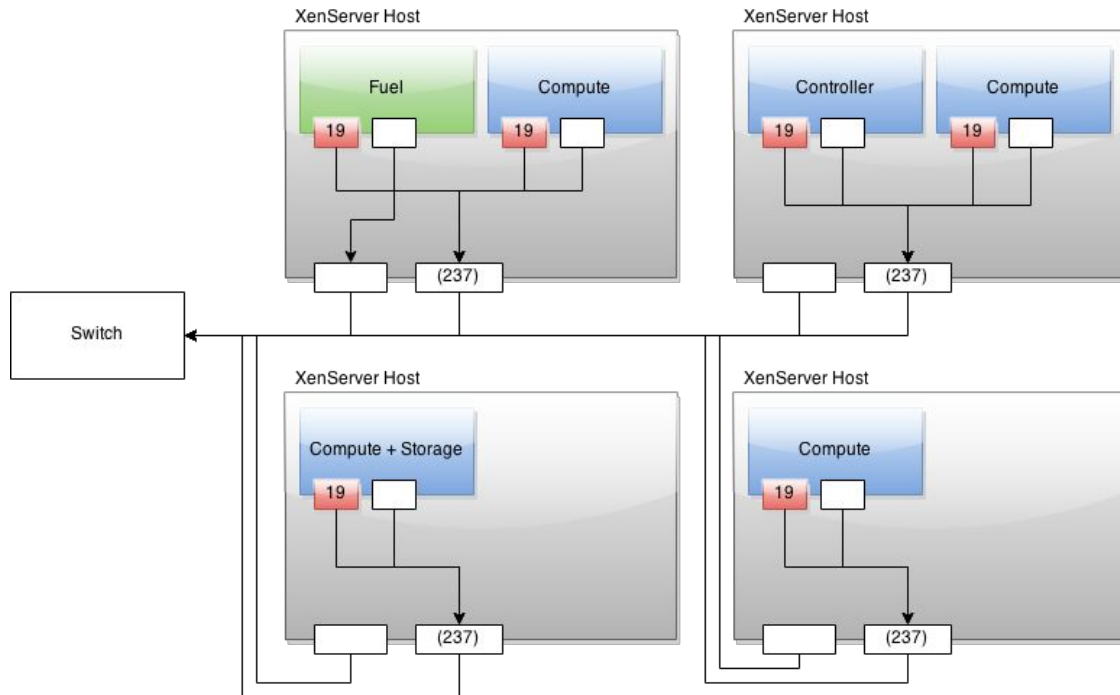 XenServer Host
XenServer Host
Fuel
Compute
Controller
Compute
19
19
19
19
(237)
(237)
Switch
XenServer Host
XenServer Host
Compute + Storage
Compute
19
19
(237)
(237)